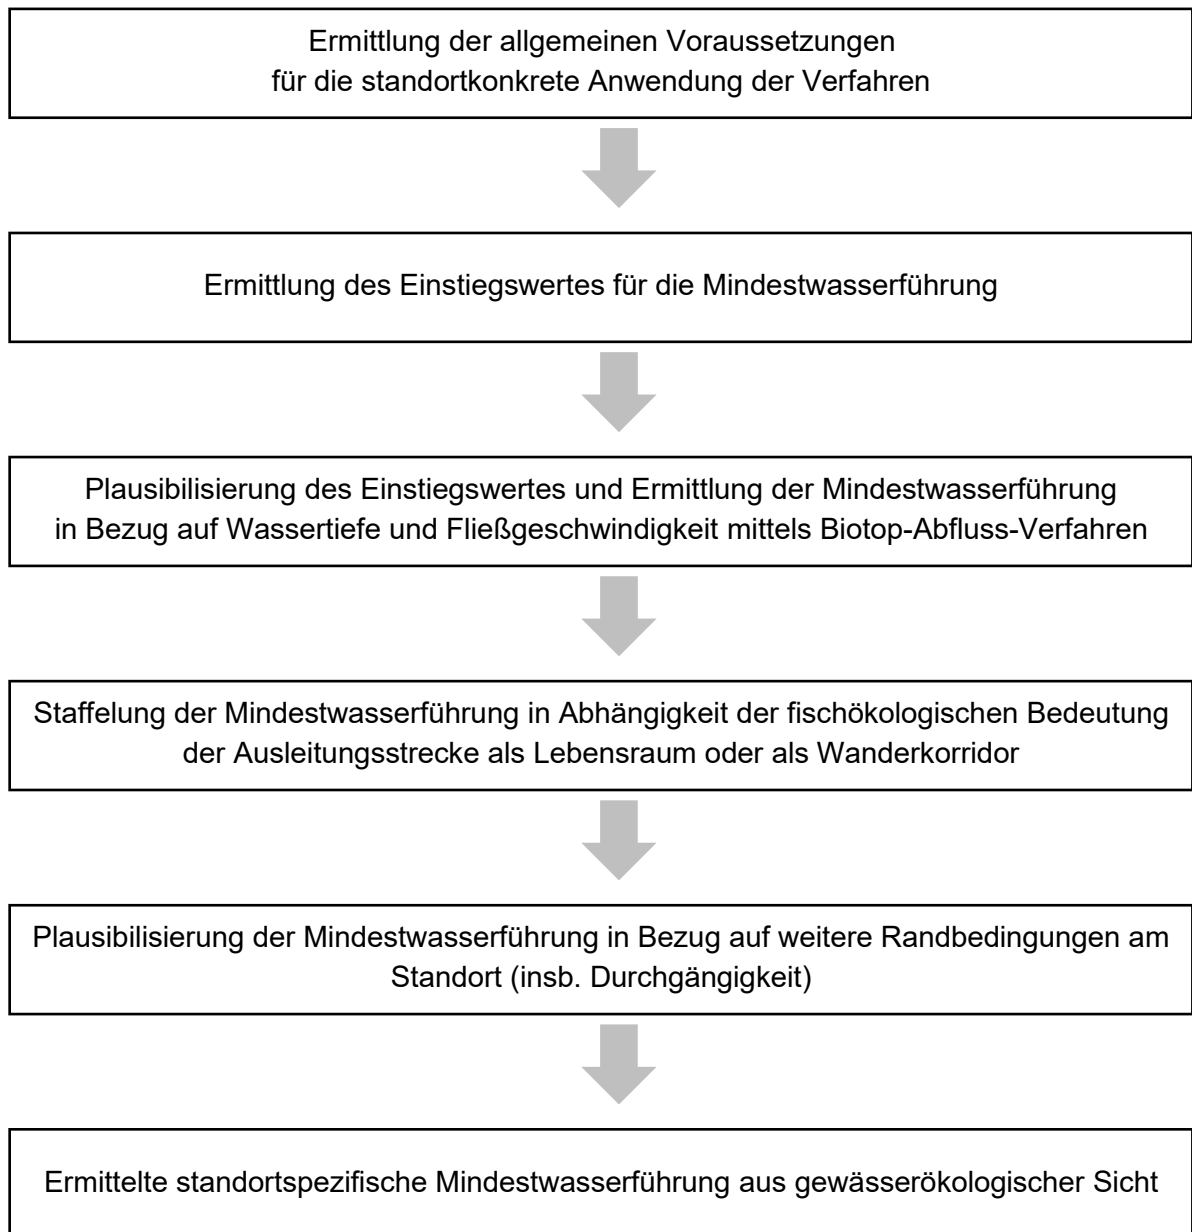 Ermittlung der allgemeinen Voraussetzungen
für die standortkonkrete Anwendung der Verfahren
Ermittlung des Einstiegswertes für die Mindestwasserführung
Plausibilisierung des Einstiegswertes und Ermittlung der Mindestwasserführung
in Bezug auf Wassertiefe und Fließgeschwindigkeit mittels Biotop-Abfluss-Verfahren
Staffelung der Mindestwasserführung in Abhängigkeit der fischökologischen Bedeutung
der Ausleitungsstrecke als Lebensraum oder als Wanderkorridor
Plausibilisierung der Mindestwasserführung in Bezug auf weitere Randbedingungen am
Standort (insb. Durchgängigkeit)
Ermittelte standortspezifische Mindestwasserführung aus gewässerökologischer Sicht